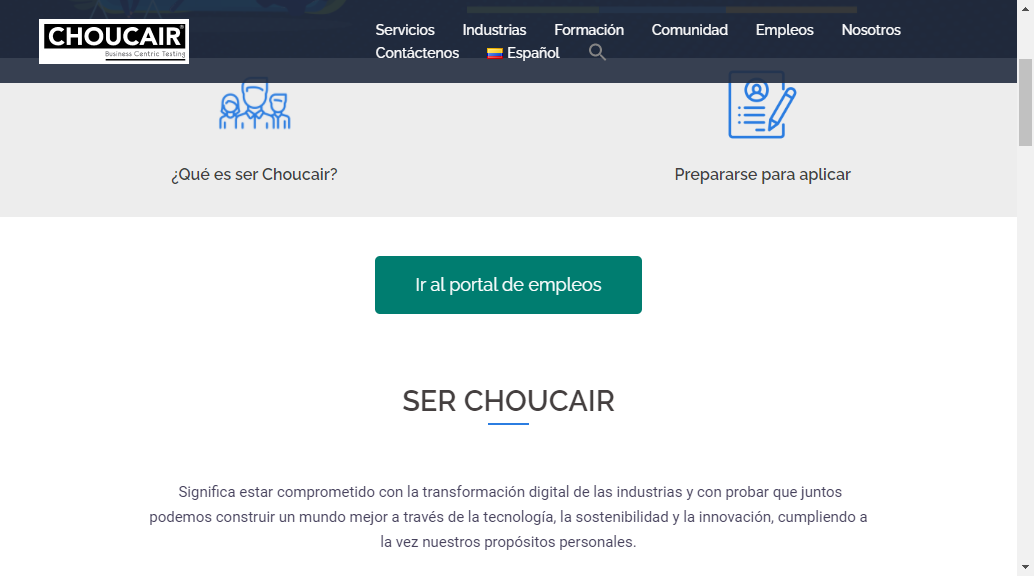 CHOUCAIR
Business Centric Testing
Servicios Industrias Formación Comunidad Empleos Nosotros
Contáctenos Español
¿Qué es ser Choucair?
Prepararse para aplicar
Ir al portal de empleos
SER CHOUCAIR
Significa estar comprometido con la transformación digital de las industrias y con probar que juntos
podemos construir un mundo mejor a través de la tecnología, la sostenibilidad y la innovación, cumpliendo a
la vez nuestros propósitos personales.